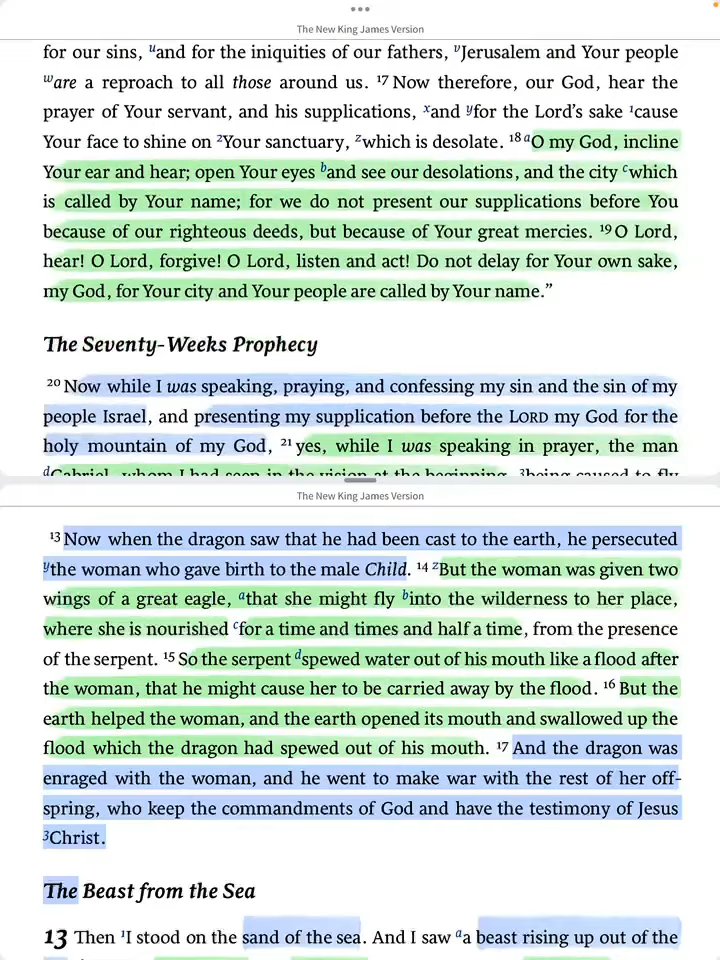 The New King James Version
for our sins, ᵘand for the iniquities of our fathers, ᵛJerusalem and Your people
ʷare a reproach to all those around us. ¹⁷ Now therefore, our God, hear the
prayer of Your servant, and his supplications, ˣand ʸfor the Lord’s sake ¹cause
Your face to shine on ²Your sanctuary, ᶻwhich is desolate. ¹⁸ ᵃO my God, incline
Your ear and hear; open Your eyes ᵇand see our desolations, and the city ᶜwhich
is called by Your name; for we do not present our supplications before You
because of our righteous deeds, but because of Your great mercies. ¹⁹ O Lord,
hear! O Lord, forgive! O Lord, listen and act! Do not delay for Your own sake,
my God, for Your city and Your people are called by Your name.”
The Seventy-Weeks Prophecy
²⁰ Now while I was speaking, praying, and confessing my sin and the sin of my
people Israel, and presenting my supplication before the LORD my God for the
holy mountain of my God, ²¹ yes, while I was speaking in prayer, the man
ᵈGabriel, whom I had seen in the vision at the beginning, ³being caused to fly
The New King James Version
¹³ Now when the dragon saw that he had been cast to the earth, he persecuted
ʸthe woman who gave birth to the male Child. ¹⁴ ᶻBut the woman was given two
wings of a great eagle, ᵃthat she might fly ᵇinto the wilderness to her place,
where she is nourished ᶜfor a time and times and half a time, from the presence
of the serpent. ¹⁵ So the serpent ᵈspewed water out of his mouth like a flood after
the woman, that he might cause her to be carried away by the flood. ¹⁶ But the
earth helped the woman, and the earth opened its mouth and swallowed up the
flood which the dragon had spewed out of his mouth. ¹⁷ And the dragon was
enraged with the woman, and he went to make war with the rest of her off-
spring, who keep the commandments of God and have the testimony of Jesus
³Christ.
The Beast from the Sea
13 Then ¹I stood on the sand of the sea. And I saw ᵃa beast rising up out of the